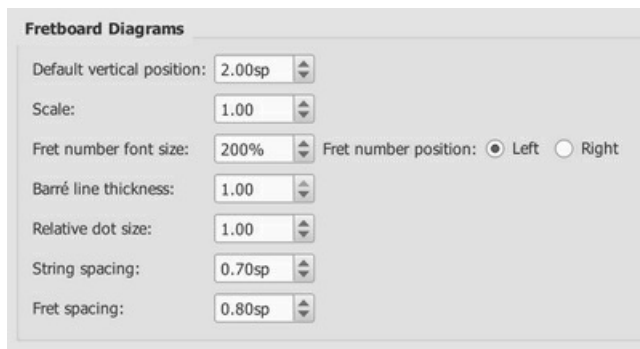 Fretboard Diagrams
Default vertical position: 2.00sp
Scale: 1.00
Fret number font size: 200% Fret number position: Left Right
Barré line thickness: 1.00
Relative dot size: 1.00
String spacing: 0.70sp
Fret spacing: 0.80sp